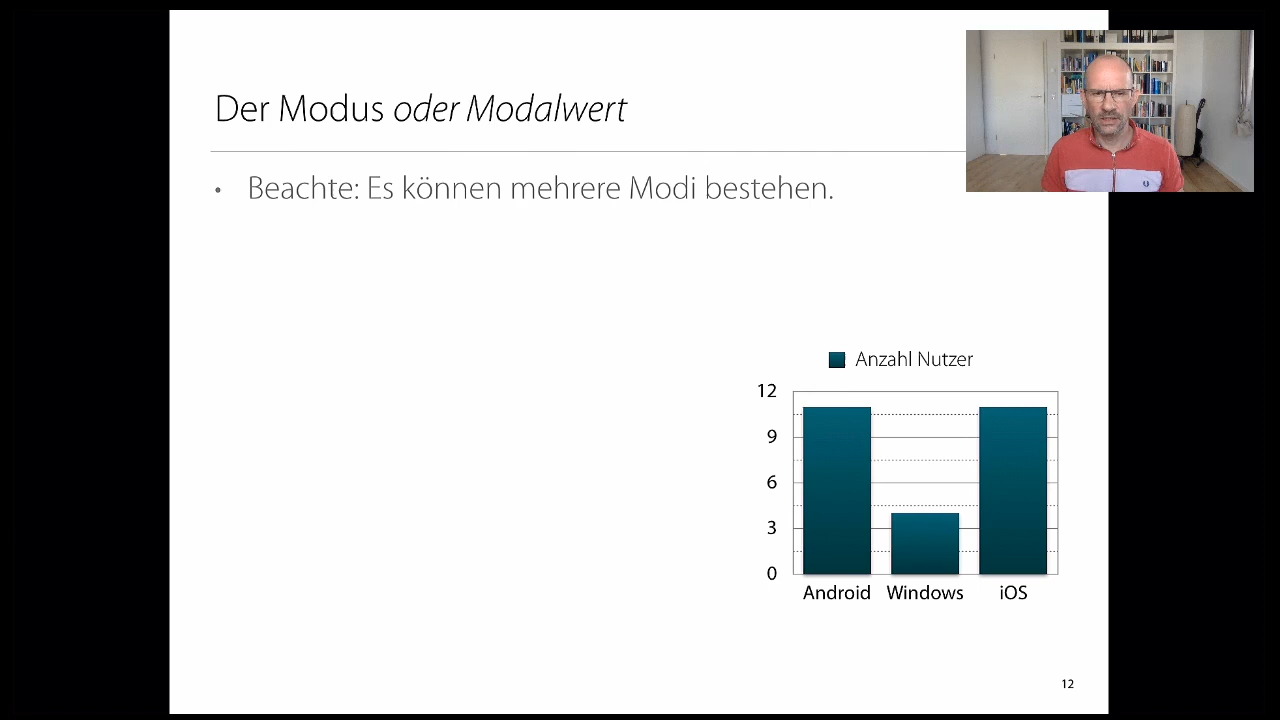 Der Modus oder Modalwert
• Beachte: Es können mehrere Modi bestehen.
Anzahl Nutzer
12
9
6
3
0
Android Windows iOS
12